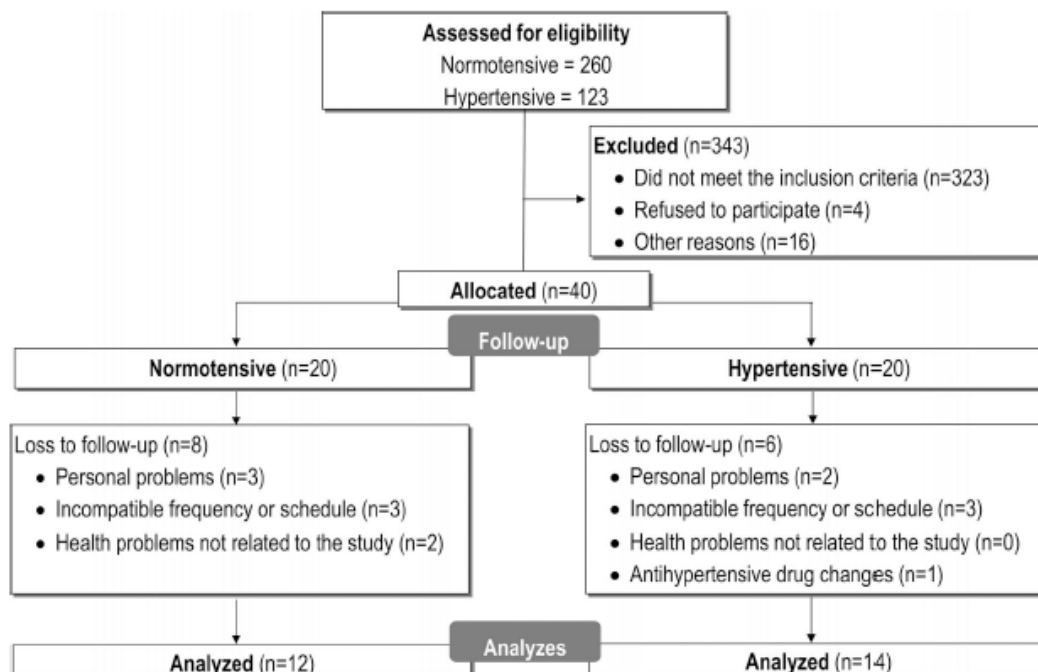 Assessed for eligibility
Normotensive = 260
Hypertensive = 123
Excluded (n=343)
• Did not meet the inclusion criteria (n=323)
• Refused to participate (n=4)
• Other reasons (n=16)
Allocated (n=40)
Follow-up
Normotensive (n=20)
Hypertensive (n=20)
Loss to follow-up (n=8)
• Personal problems (n=3)
• Incompatible frequency or schedule (n=3)
• Health problems not related to the study (n=2)
Loss to follow-up (n=6)
• Personal problems (n=2)
• Incompatible frequency or schedule (n=3)
• Health problems not related to the study (n=0)
• Antihypertensive drug changes (n=1)
Analyzes
Analyzed (n=12)
Analyzed (n=14)